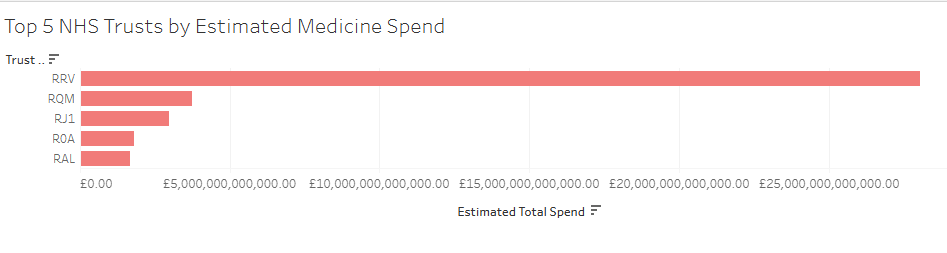 Top 5 NHS Trusts by Estimated Medicine Spend
Trust ..
RRV
RQM
RJ1
R0A
RAL
£0.00 £5,000,000,000,000.00 £10,000,000,000,000.00 £15,000,000,000,000.00 £20,000,000,000,000.00 £25,000,000,000,000.00
Estimated Total Spend